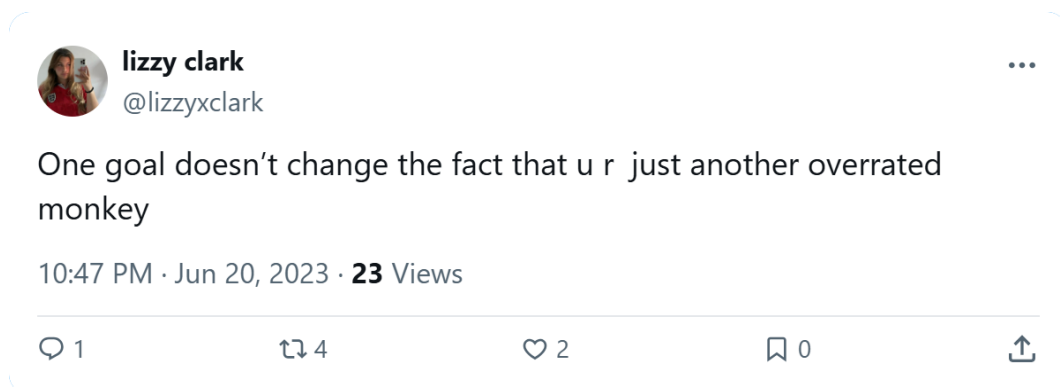 lizzy clark
@lizzyxclark
One goal doesn’t change the fact that u r  just another overrated
monkey
10:47 PM · Jun 20, 2023 · 23 Views
1 4 2 0